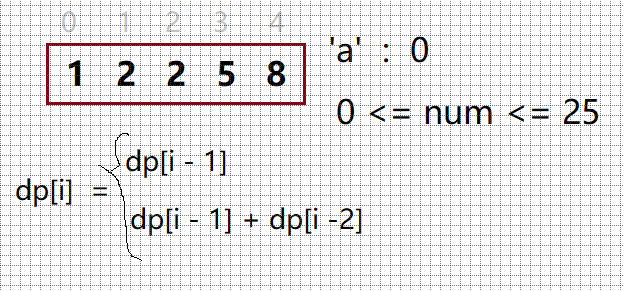 0 1 2 3 4
1 2 2 5 8
'a' : 0
0 <= num <= 25
dp[i] =
dp[i - 1]
dp[i - 1] + dp[i -2]